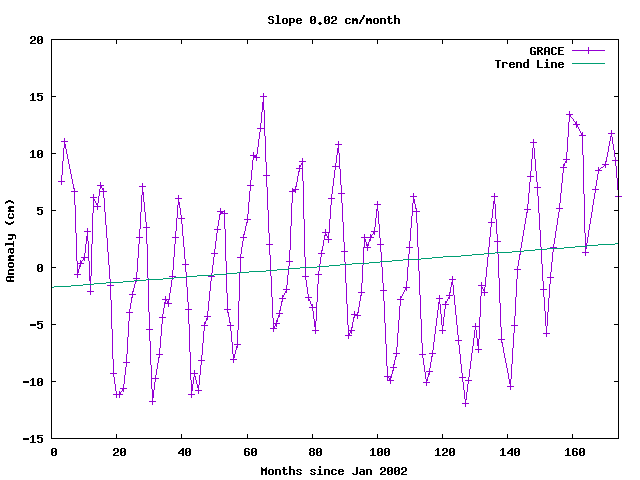 Slope 0.02 cm/month
GRACE
Trend Line
20
15
10
5
0
-5
-10
-15
Anomaly (cm)
0 20 40 60 80 100 120 140 160
Months since Jan 2002